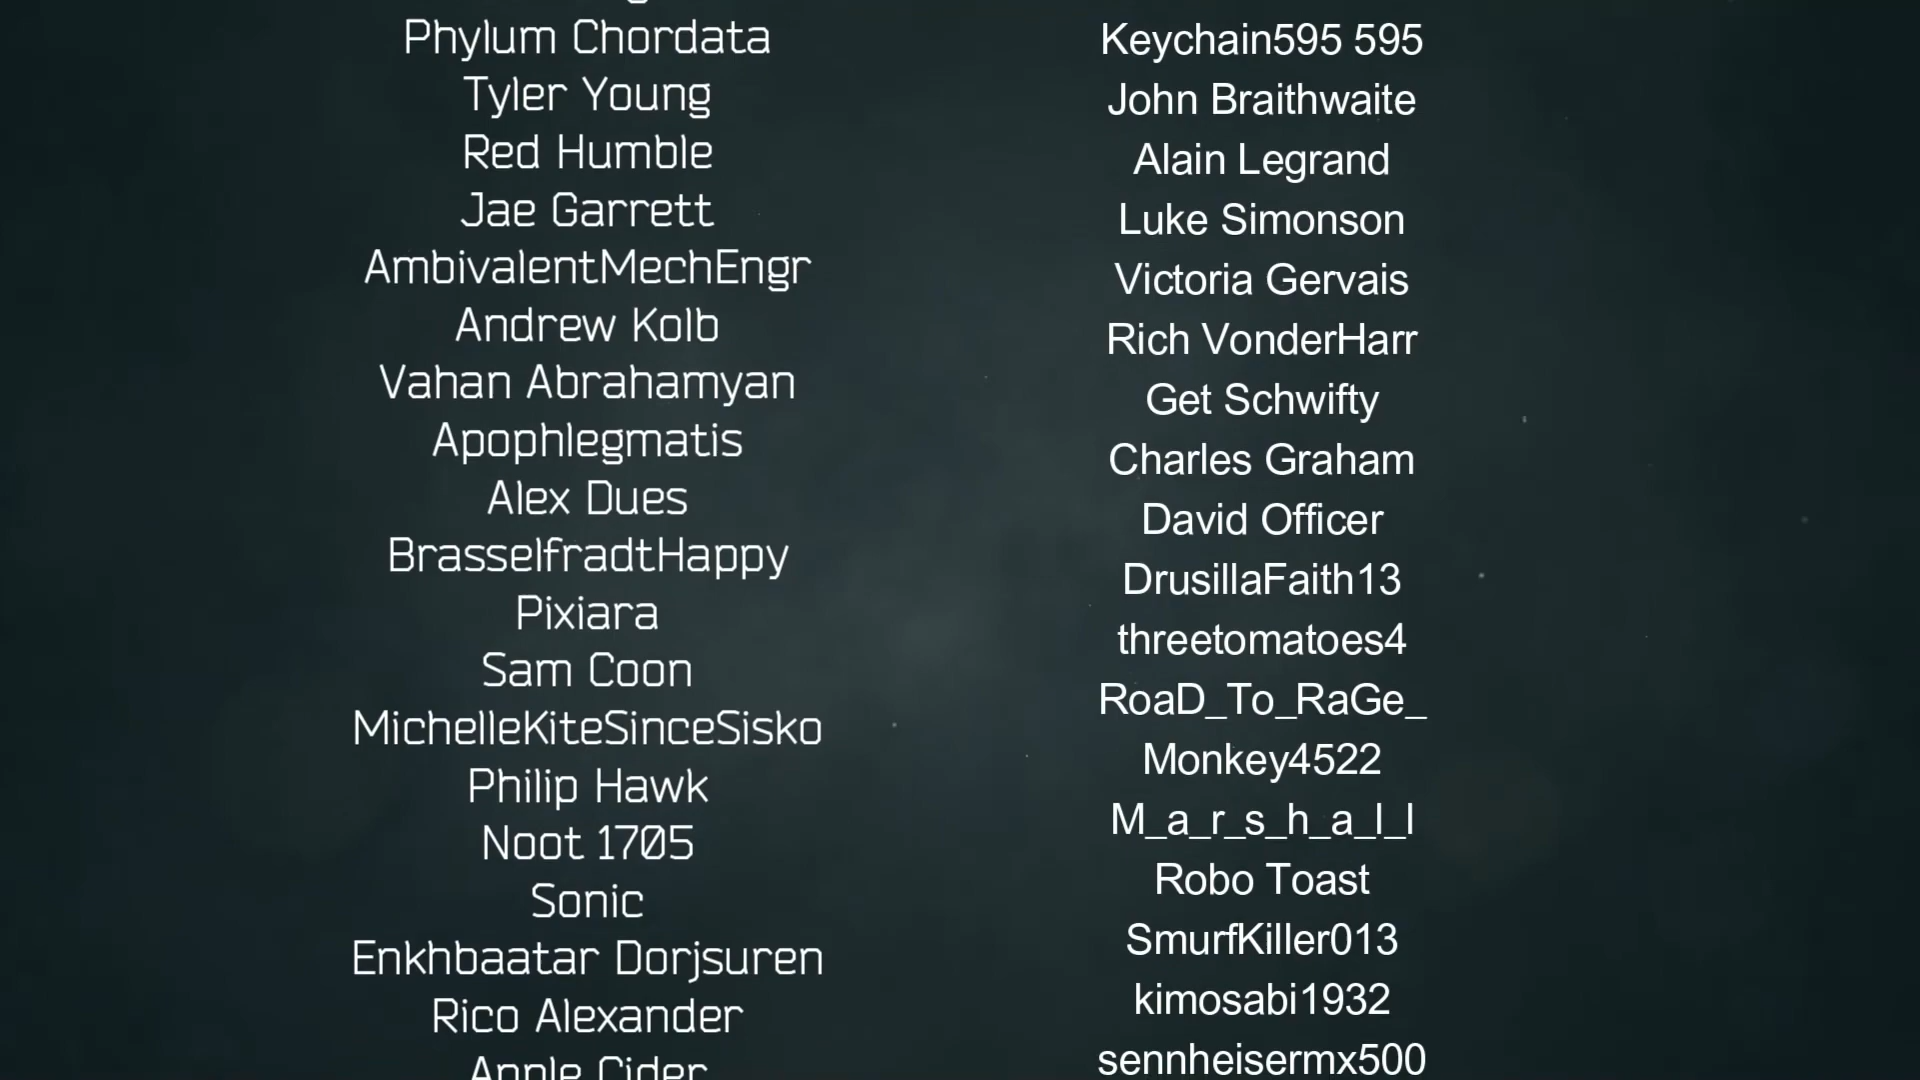 Phylum Chordata
Tyler Young
Red Humble
Jae Garrett
AmbivalentMechEngr
Andrew Kolb
Vahan Abrahamyan
Apophlegmatis
Alex Dues
BrasselfradtHappy
Pixiara
Sam Coon
MichelleKiteSinceSisko
Philip Hawk
Noot 1705
Sonic
Enkhbaatar Dorjsuren
Rico Alexander
Apple Cider
Keychain595 595
John Braithwaite
Alain Legrand
Luke Simonson
Victoria Gervais
Rich VonderHarr
Get Schwifty
Charles Graham
David Officer
DrusillaFaith13
threetomatoes4
RoaD_To_RaGe_
Monkey4522
M_a_r_s_h_a_l_l
Robo Toast
SmurfKiller013
kimosabi1932
sennheisermx500